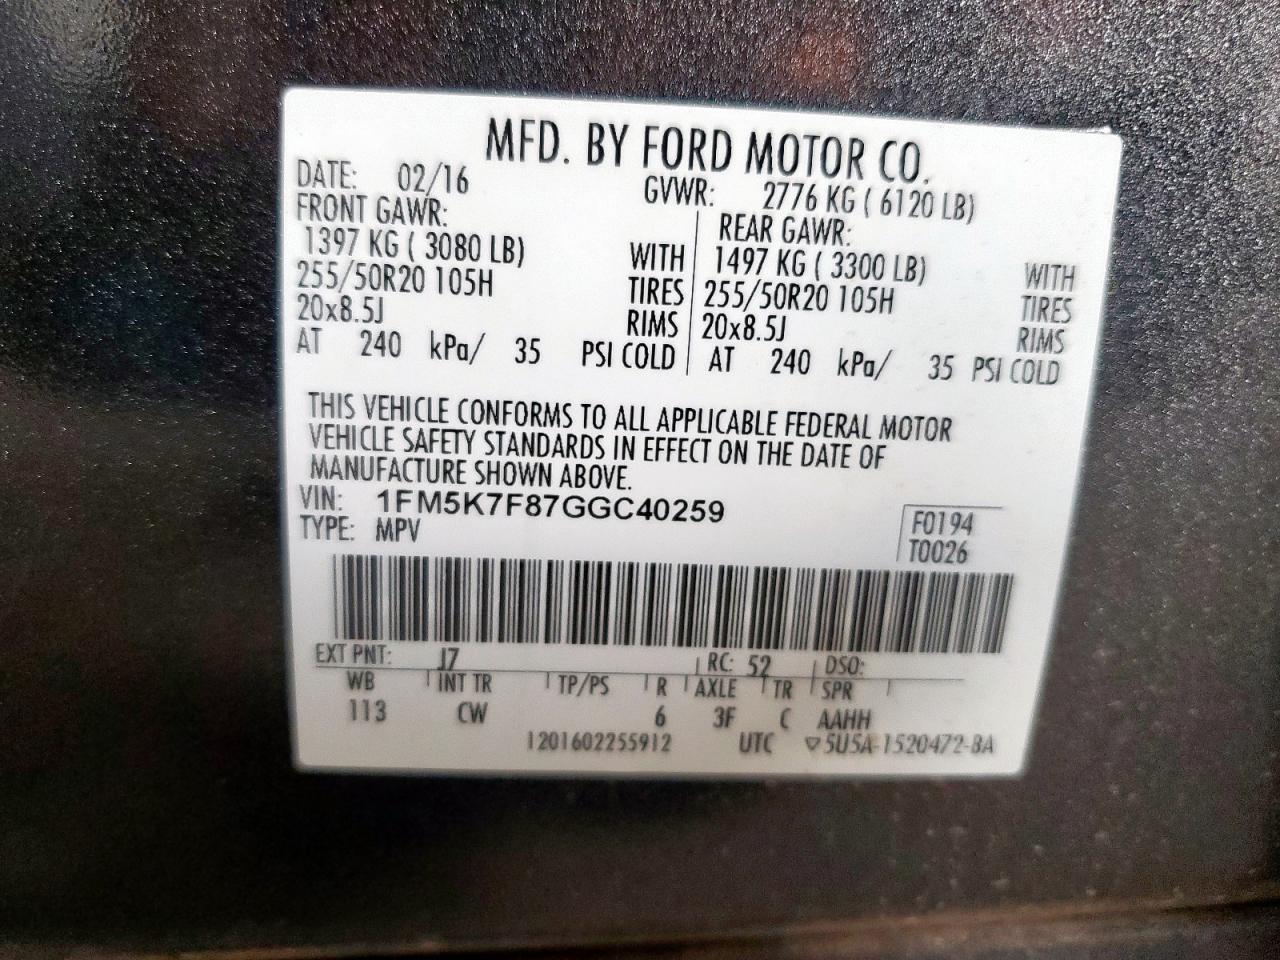 MFD. BY FORD MOTOR CO.
DATE: 02/16 GVWR: 2776 KG ( 6120 LB)
FRONT GAWR: REAR GAWR:
1397 KG ( 3080 LB) WITH 1497 KG ( 3300 LB) WITH
255/50R20 105H TIRES 255/50R20 105H TIRES
20x8.5J RIMS 20x8.5J RIMS
AT 240 kPa/ 35 PSI COLD AT 240 kPa/ 35 PSI COLD
THIS VEHICLE CONFORMS TO ALL APPLICABLE FEDERAL MOTOR
VEHICLE SAFETY STANDARDS IN EFFECT ON THE DATE OF
MANUFACTURE SHOWN ABOVE.
VIN: 1FM5K7F87GGC40259
TYPE: MPV
F0194
T0026
EXT PNT: J7 RC: 52 DSO:
WB INT TR TP/PS R AXLE TR SPR
113 CW 6 3F C AAHH
1201602255912 UTC ▽5U5A-1520472-BA